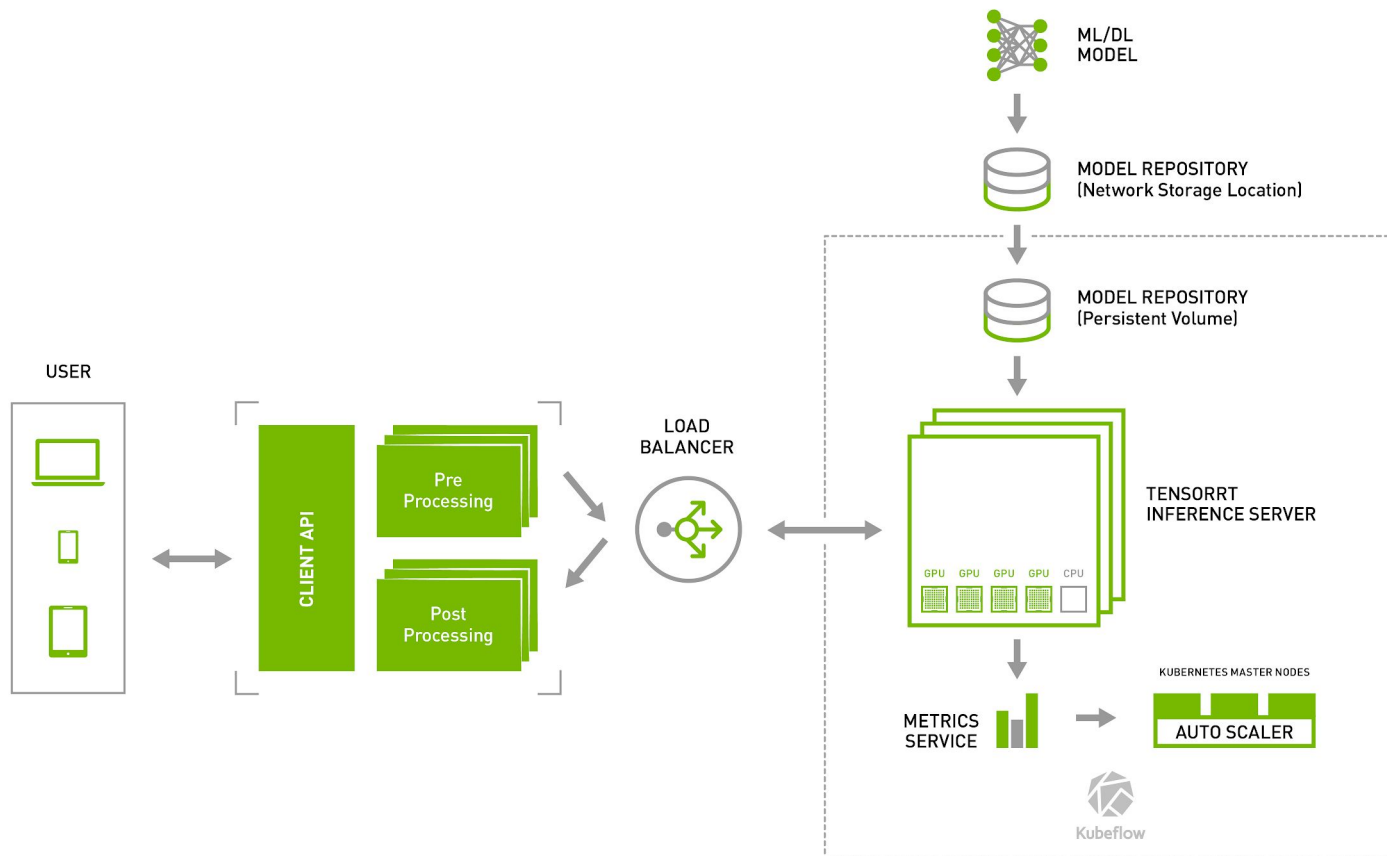 ML/DL
MODEL
MODEL REPOSITORY
(Network Storage Location)
MODEL REPOSITORY
(Persistent Volume)
USER
CLIENT API
Pre
Processing
Post
Processing
LOAD
BALANCER
TENSORRT
INFERENCE SERVER
GPU GPU GPU GPU CPU
METRICS
SERVICE
KUBERNETES MASTER NODES
AUTO SCALER
Kubeflow